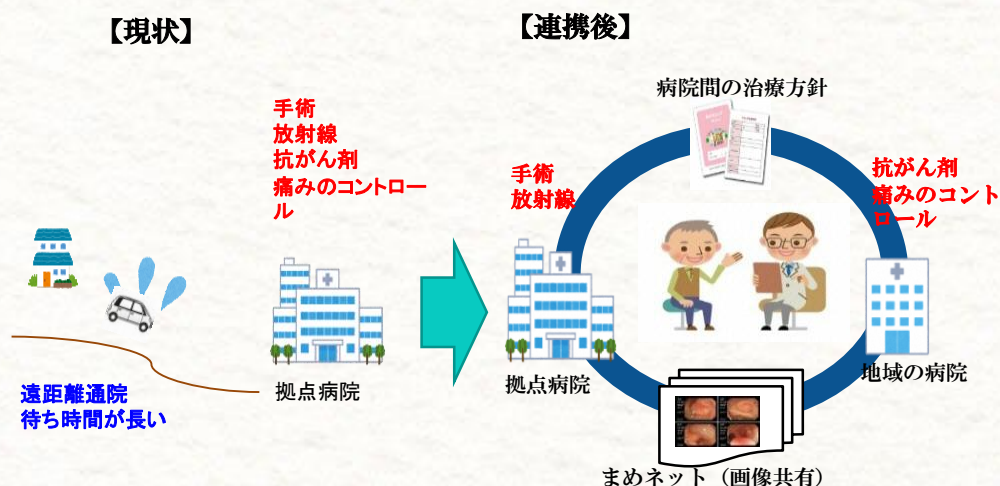 【現状】
手術
放射線
抗がん剤
痛みのコントロー
ル
遠距離通院
待ち時間が長い
拠点病院
【連携後】
病院間の治療方針
手術
放射線
抗がん剤
痛みのコント
ロール
拠点病院
地域の病院
まめネット（画像共有）